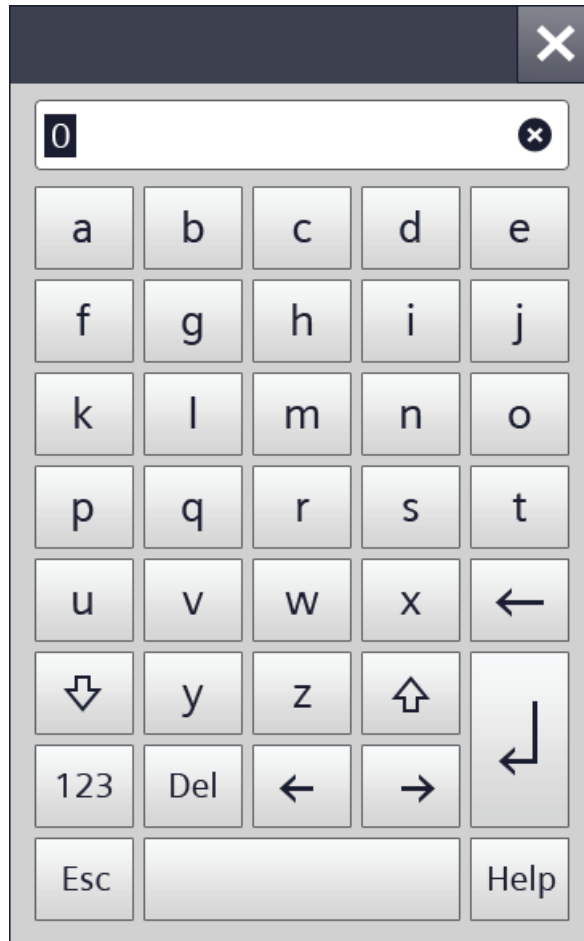 0
a b c d e
f g h i j
k l m n o
p q r s t
u v w x ←
⇩ y z ⇧
123 Del ← → ↵
Esc Help